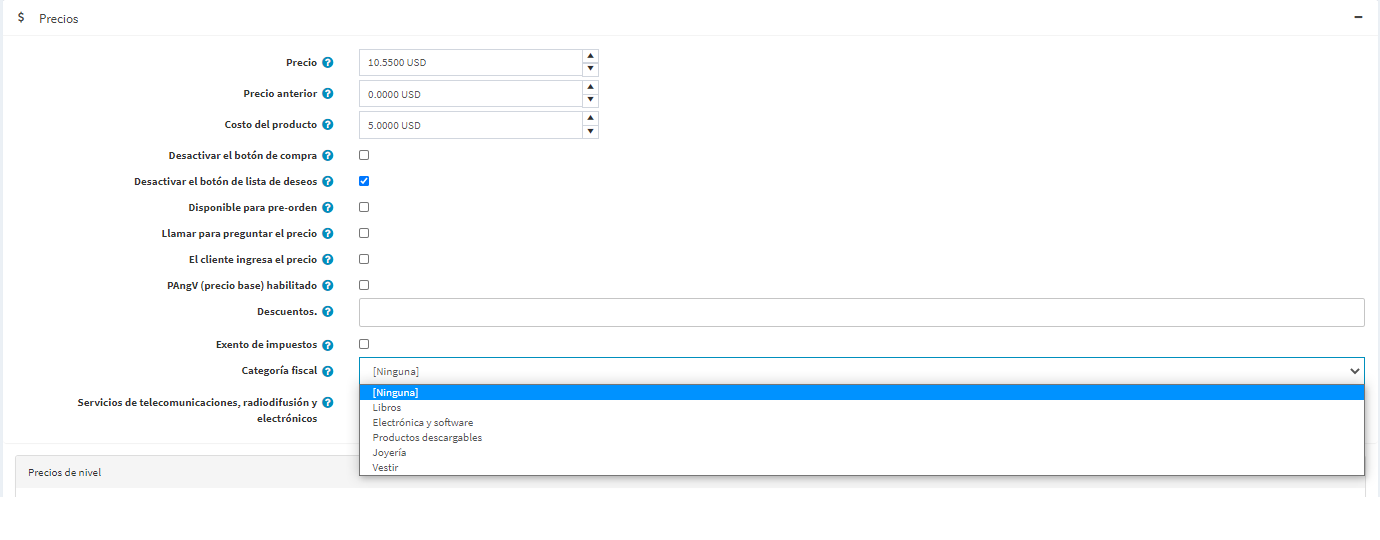 $ Precios
Precio 10.5500 USD
Precio anterior 0.0000 USD
Costo del producto 5.0000 USD
Desactivar el botón de compra
Desactivar el botón de lista de deseos
Disponible para pre-orden
Llamar para preguntar el precio
El cliente ingresa el precio
PAngV (precio base) habilitado
Descuentos.
Exento de impuestos
Categoría fiscal [Ninguna]
[Ninguna]
Libros
Electrónica y software
Productos descargables
Joyería
Vestir
Servicios de telecomunicaciones, radiodifusión y
electrónicos
Precios de nivel